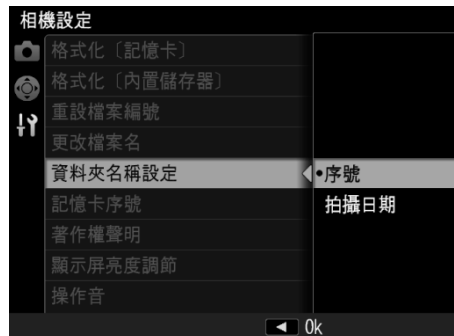 相機設定
格式化〔記憶卡〕
格式化〔內置儲存器〕
重設檔案編號
更改檔案名
資料夾名稱設定
•序號
記憶卡序號
拍攝日期
著作權聲明
顯示屏亮度調節
操作音
◀ Ok